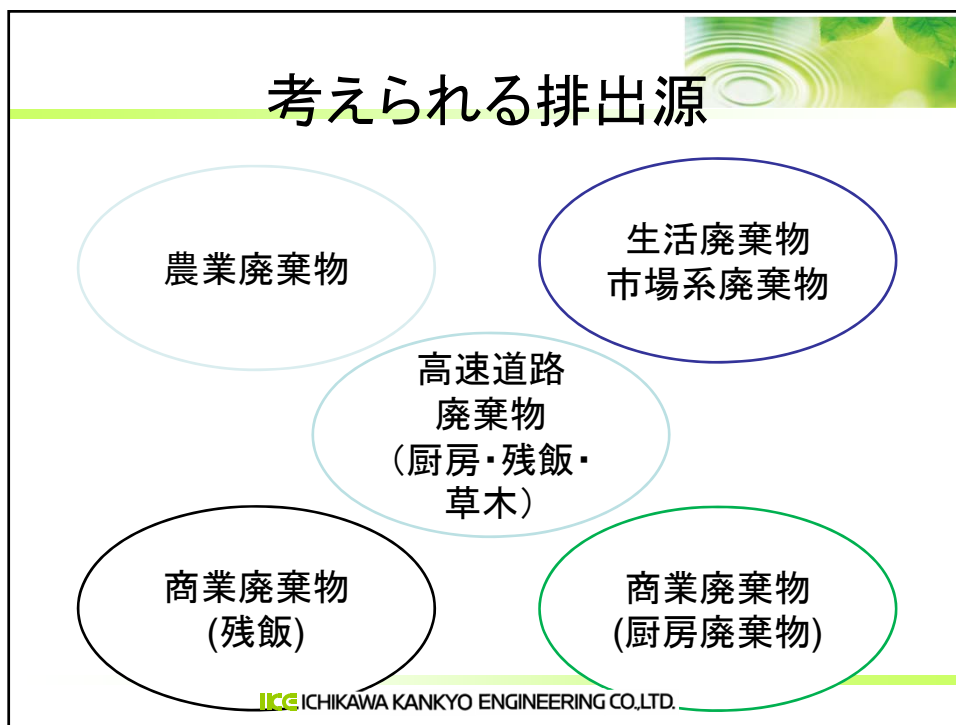 考えられる排出源
農業廃棄物
生活廃棄物
市場系廃棄物
高速道路
廃棄物
（厨房・残飯・
草木）
商業廃棄物
(残飯)
商業廃棄物
(厨房廃棄物)
ICE ICHIKAWA KANKYO ENGINEERING CO.,LTD.